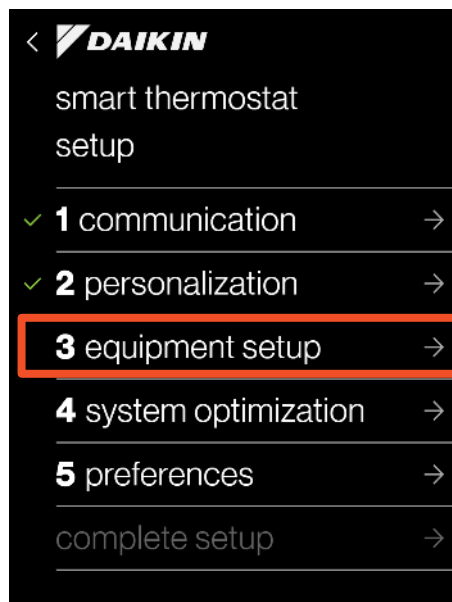 DAIKIN
smart thermostat
setup
1 communication
2 personalization
3 equipment setup
4 system optimization
5 preferences
complete setup